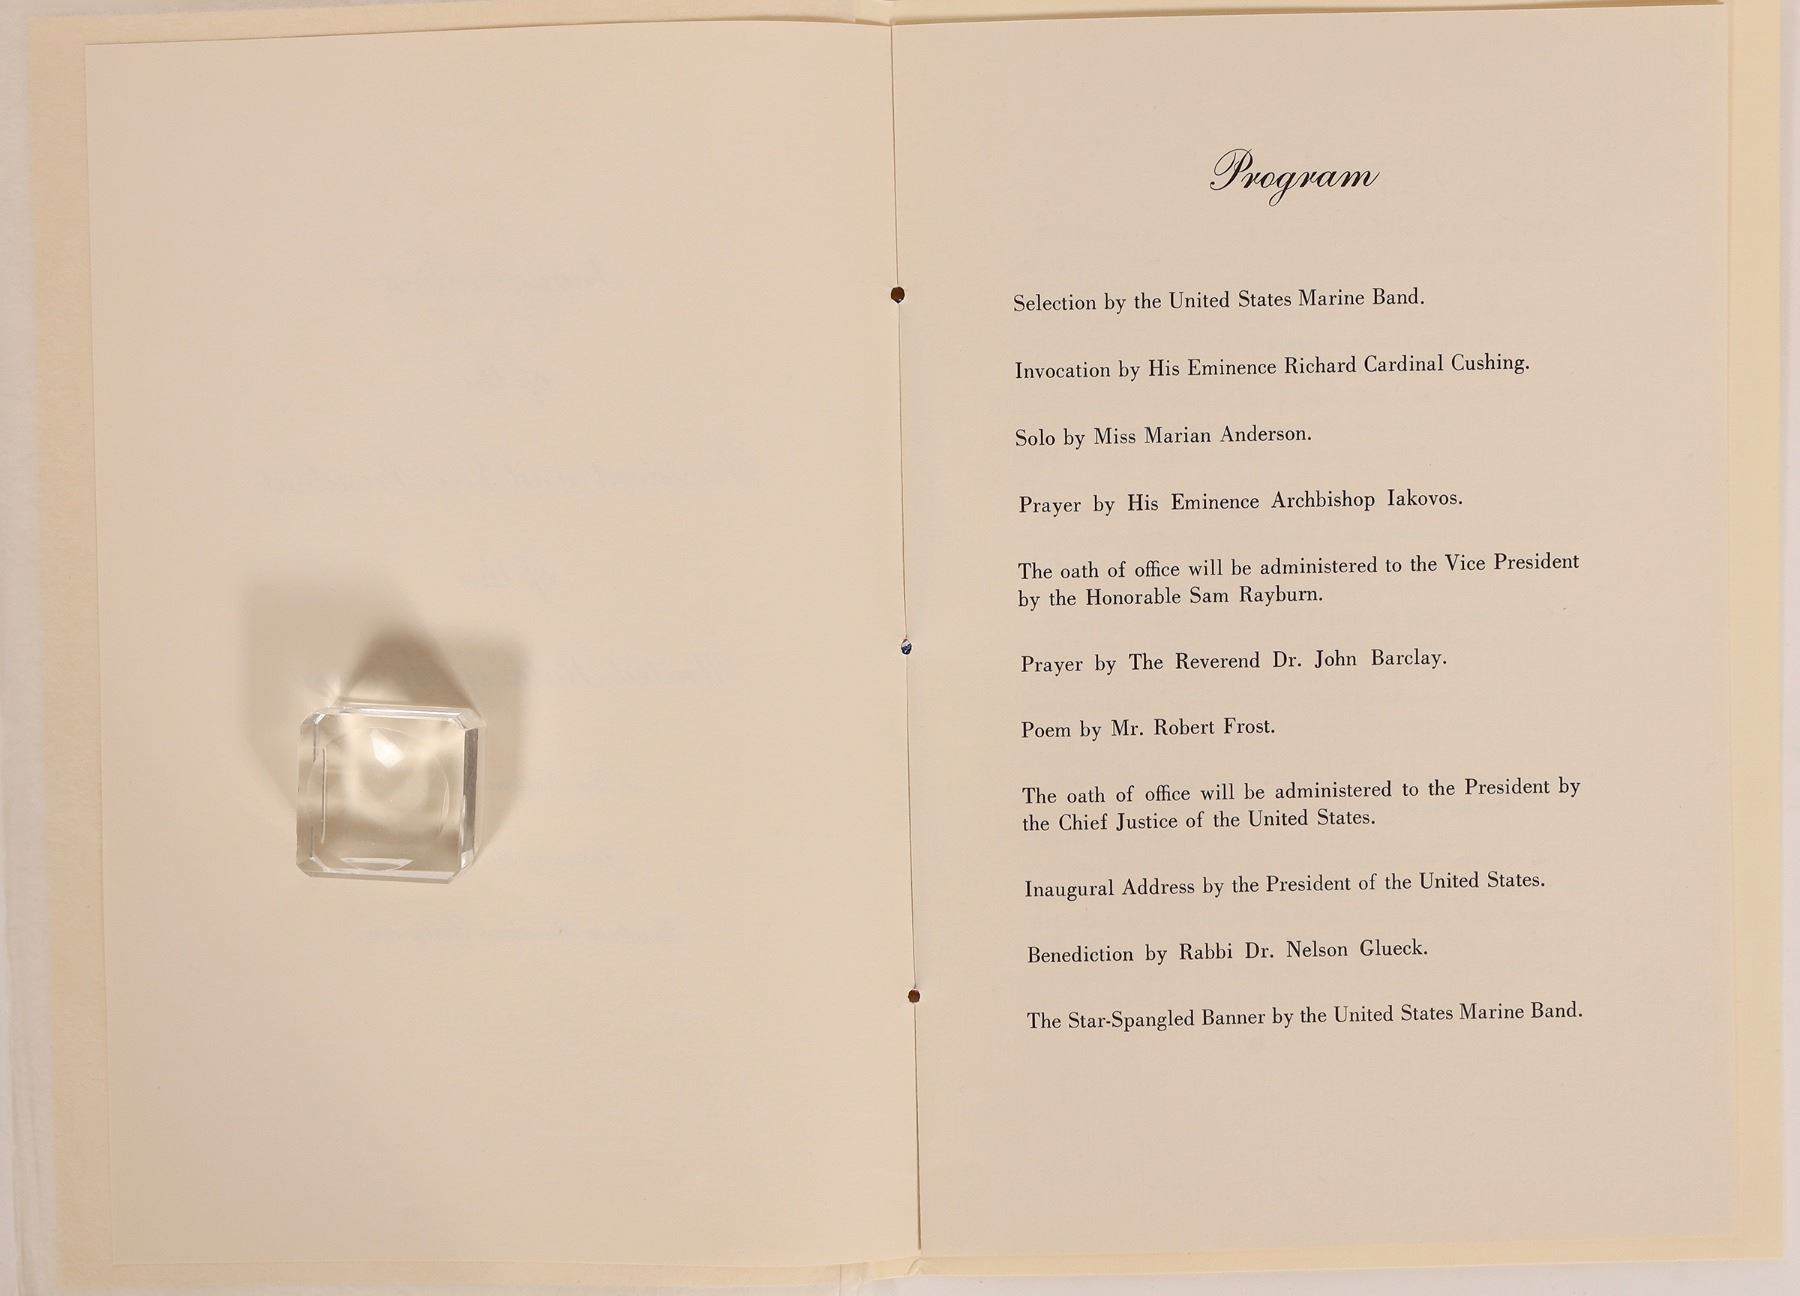 Program
Selection by the United States Marine Band.
Invocation by His Eminence Richard Cardinal Cushing.
Solo by Miss Marian Anderson.
Prayer by His Eminence Archbishop Iakovos.
The oath of office will be administered to the Vice President
by the Honorable Sam Rayburn.
Prayer by The Reverend Dr. John Barclay.
Poem by Mr. Robert Frost.
The oath of office will be administered to the President by
the Chief Justice of the United States.
Inaugural Address by the President of the United States.
Benediction by Rabbi Dr. Nelson Glueck.
The Star-Spangled Banner by the United States Marine Band.